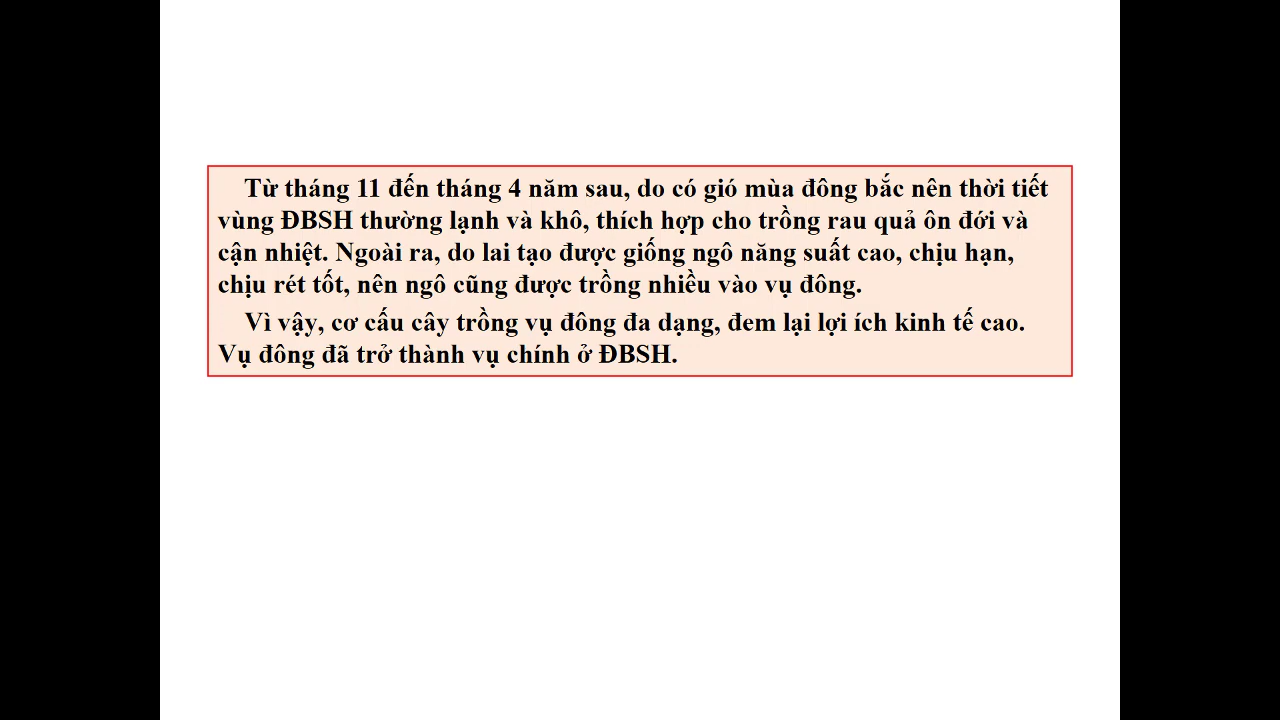 Từ tháng 11 đến tháng 4 năm sau, do có gió mùa đông bắc nên thời tiết
vùng ĐBSH thường lạnh và khô, thích hợp cho trồng rau quả ôn đới và
cận nhiệt. Ngoài ra, do lai tạo được giống ngô năng suất cao, chịu hạn,
chịu rét tốt, nên ngô cũng được trồng nhiều vào vụ đông.
Vì vậy, cơ cấu cây trồng vụ đông đa dạng, đem lại lợi ích kinh tế cao.
Vụ đông đã trở thành vụ chính ở ĐBSH.